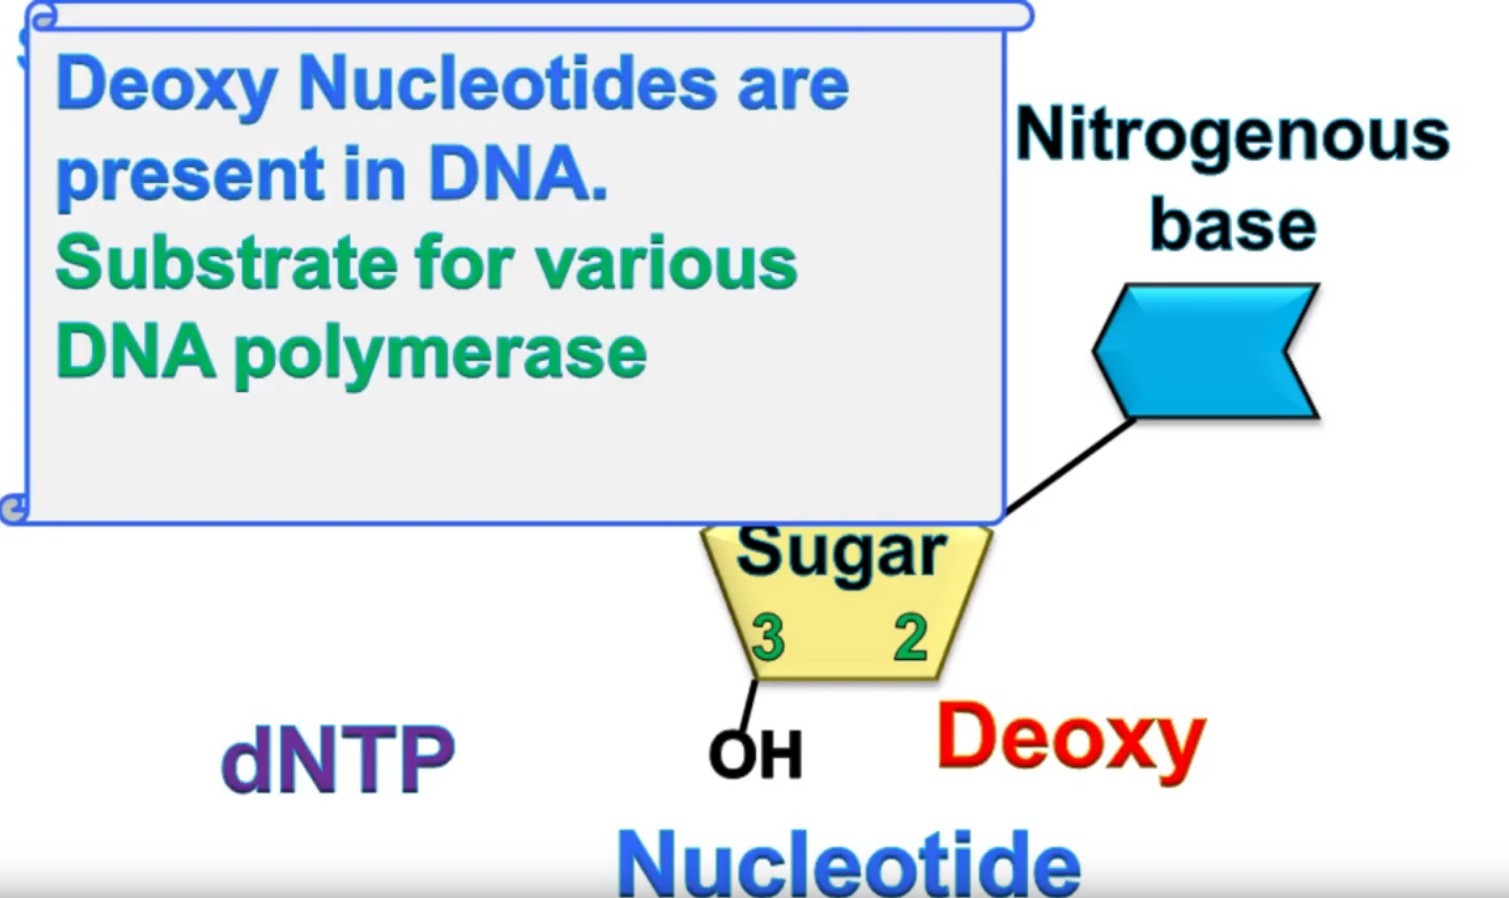 Deoxy Nucleotides are
present in DNA.
Substrate for various
DNA polymerase
Nitrogenous
base
Sugar
3 2
OH
Deoxy
dNTP
Nucleotide